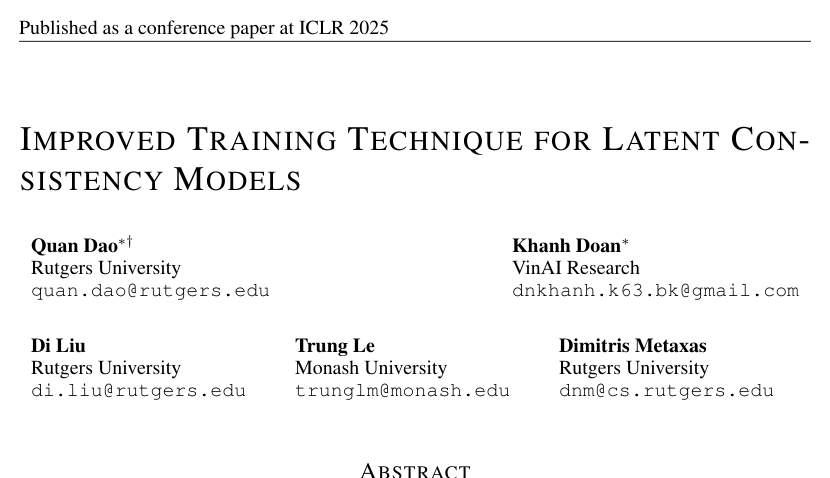 Published as a conference paper at ICLR 2025
IMPROVED TRAINING TECHNIQUE FOR LATENT CON-
SISTENCY MODELS
Quan Dao*† Khanh Doan*
Rutgers University VinAI Research
quan.dao@rutgers.edu dnkhanh.k63.bk@gmail.com
Di Liu Trung Le Dimitris Metaxas
Rutgers University Monash University Rutgers University
di.liu@rutgers.edu trunglm@monash.edu dnm@cs.rutgers.edu
ABSTRACT